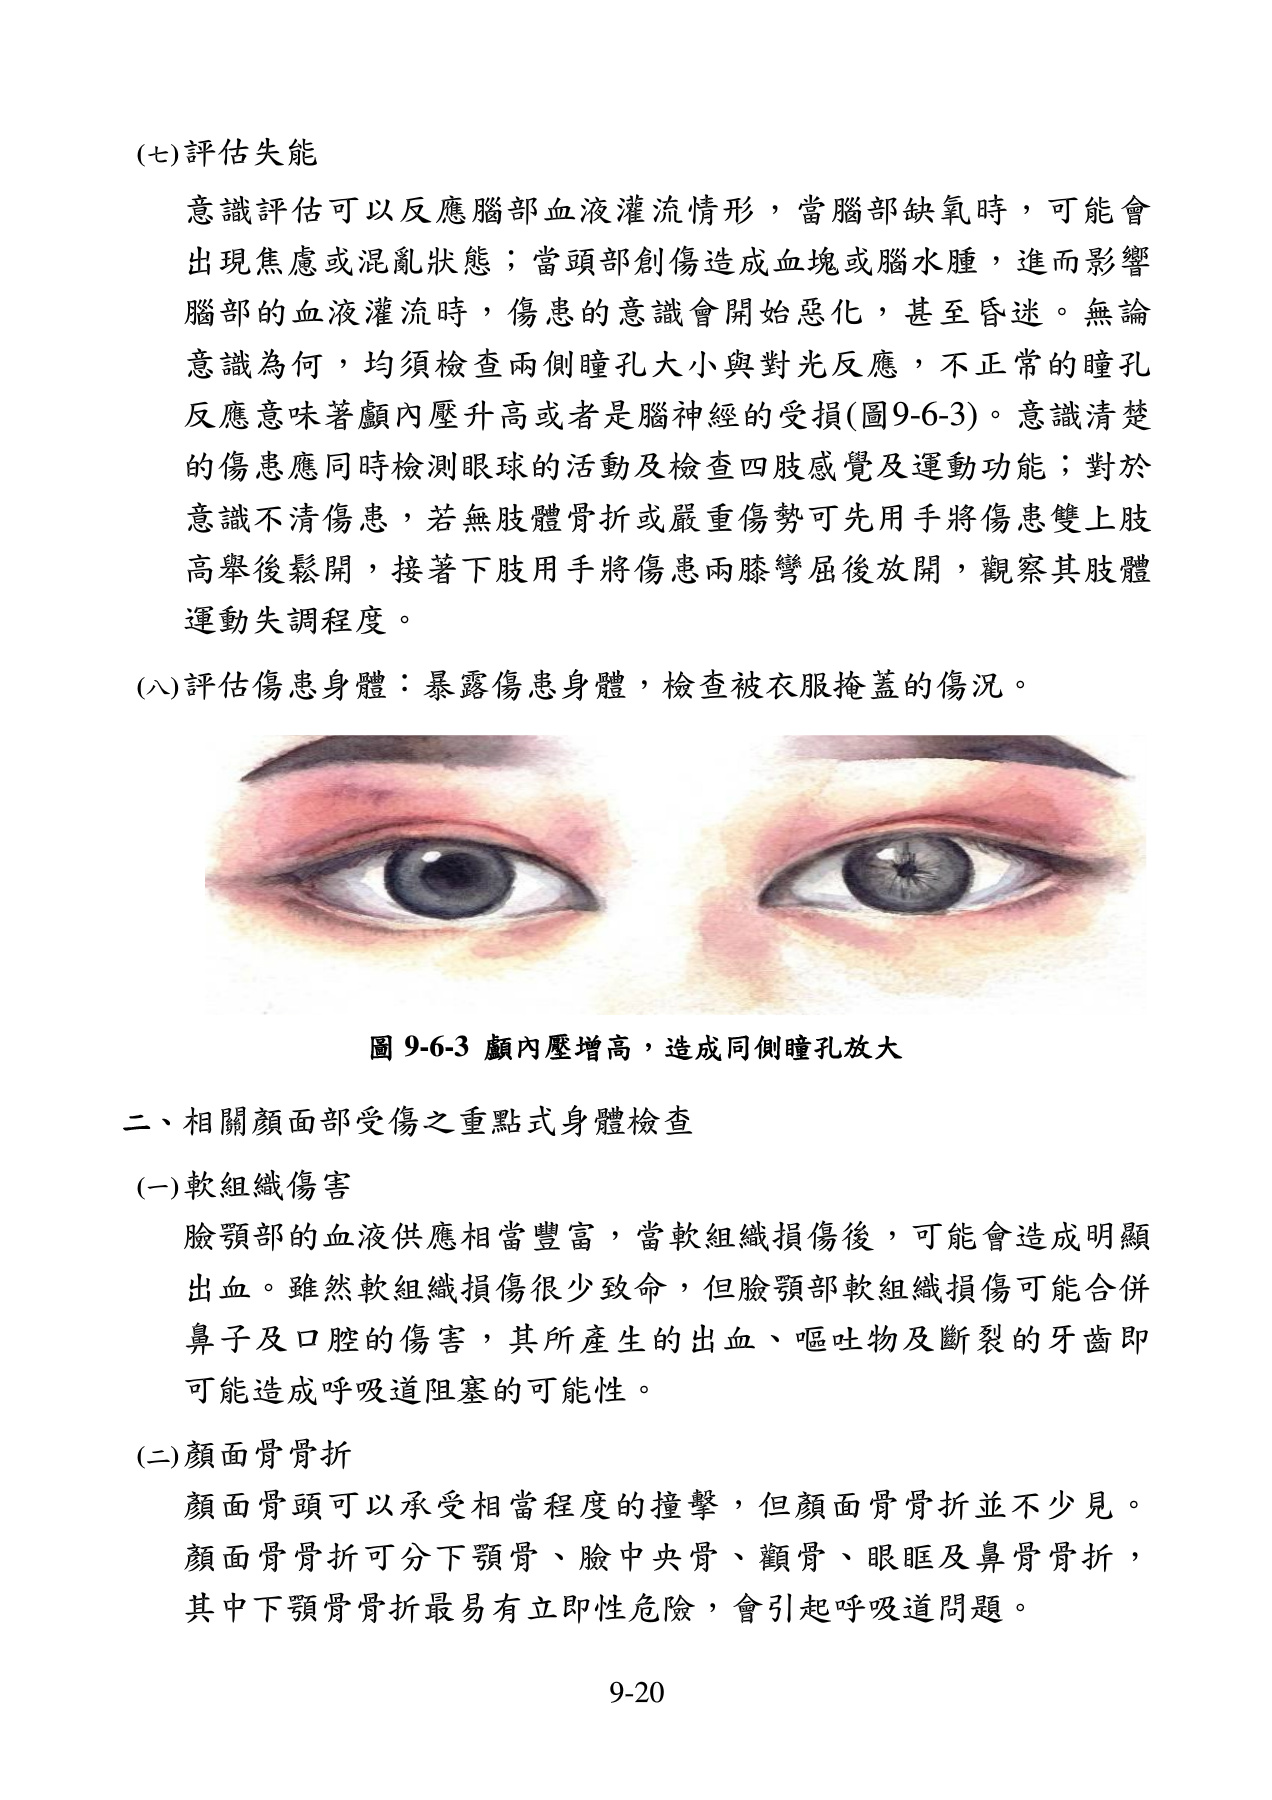 (七)評估失能
意識評估可以反應腦部血液灌流情形，當腦部缺氧時，可能會
出現焦慮或混亂狀態；當頭部創傷造成血塊或腦水腫，進而影響
腦部的血液灌流時，傷患的意識會開始惡化，甚至昏迷。無論
意識為何，均須檢查兩側瞳孔大小與對光反應，不正常的瞳孔
反應意味著顱內壓升高或者是腦神經的受損(圖9-6-3)。意識清楚
的傷患應同時檢測眼球的活動及檢查四肢感覺及運動功能；對於
意識不清傷患，若無肢體骨折或嚴重傷勢可先用手將傷患雙上肢
高舉後鬆開，接著下肢用手將傷患兩膝彎屈後放開，觀察其肢體
運動失調程度。
(八)評估傷患身體：暴露傷患身體，檢查被衣服掩蓋的傷況。
圖 9-6-3 顱內壓增高，造成同側瞳孔放大
二、相關顏面部受傷之重點式身體檢查
(一)軟組織傷害
臉顎部的血液供應相當豐富，當軟組織損傷後，可能會造成明顯
出血。雖然軟組織損傷很少致命，但臉顎部軟組織損傷可能合併
鼻子及口腔的傷害，其所產生的出血、嘔吐物及斷裂的牙齒即
可能造成呼吸道阻塞的可能性。
(二)顏面骨骨折
顏面骨頭可以承受相當程度的撞擊，但顏面骨骨折並不少見。
顏面骨骨折可分下顎骨、臉中央骨、顴骨、眼眶及鼻骨骨折，
其中下顎骨骨折最易有立即性危險，會引起呼吸道問題。
9-20